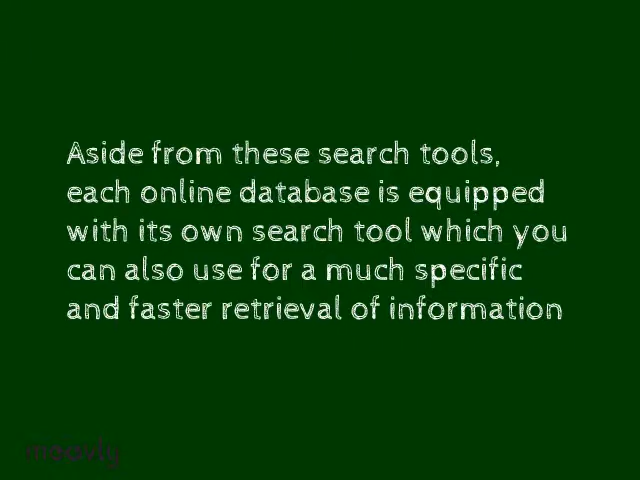 Aside from these search tools,
each online database is equipped
with its own search tool which you
can also use for a much specific
and faster retrieval of information
moovly